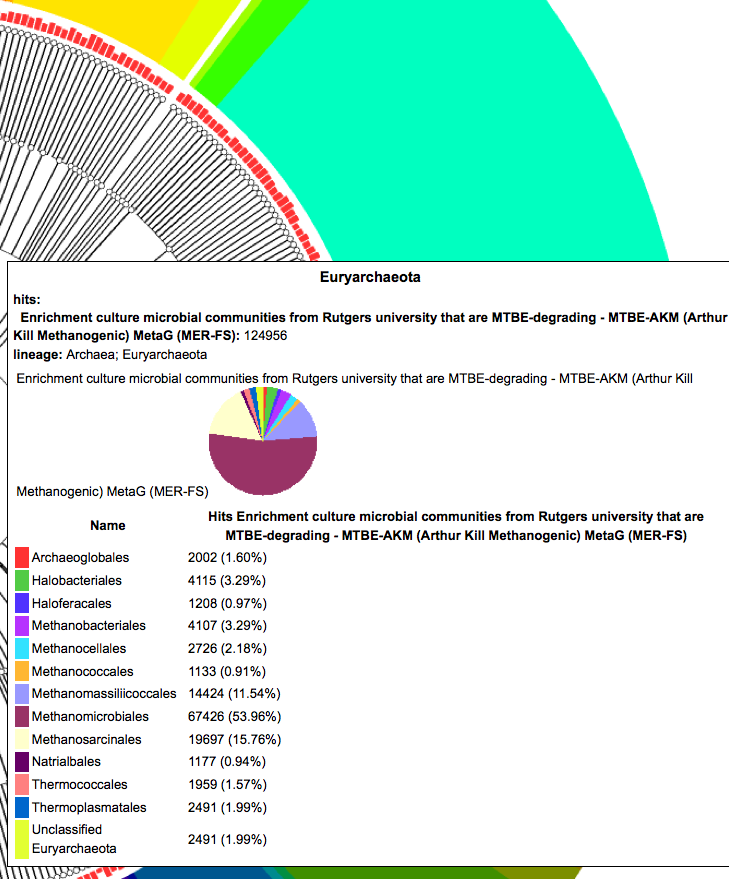 Euryarchaeota
hits:
Enrichment culture microbial communities from Rutgers university that are MTBE-degrading - MTBE-AKM (Arthur
Kill Methanogenic) MetaG (MER-FS): 124956
lineage: Archaea; Euryarchaeota
Enrichment culture microbial communities from Rutgers university that are MTBE-degrading - MTBE-AKM (Arthur Kill
Methanogenic) MetaG (MER-FS)
Name
Hits Enrichment culture microbial communities from Rutgers university that are
MTBE-degrading - MTBE-AKM (Arthur Kill Methanogenic) MetaG (MER-FS)
Archaeoglobales 2002 (1.60%)
Halobacteriales 4115 (3.29%)
Haloferacales 1208 (0.97%)
Methanobacteriales 4107 (3.29%)
Methanocellales 2726 (2.18%)
Methanococcales 1133 (0.91%)
Methanomassiliicoccales 14424 (11.54%)
Methanomicrobiales 67426 (53.96%)
Methanosarcinales 19697 (15.76%)
Natrialbales 1177 (0.94%)
Thermococcales 1959 (1.57%)
Thermoplasmatales 2491 (1.99%)
Unclassified
Euryarchaeota 2491 (1.99%)